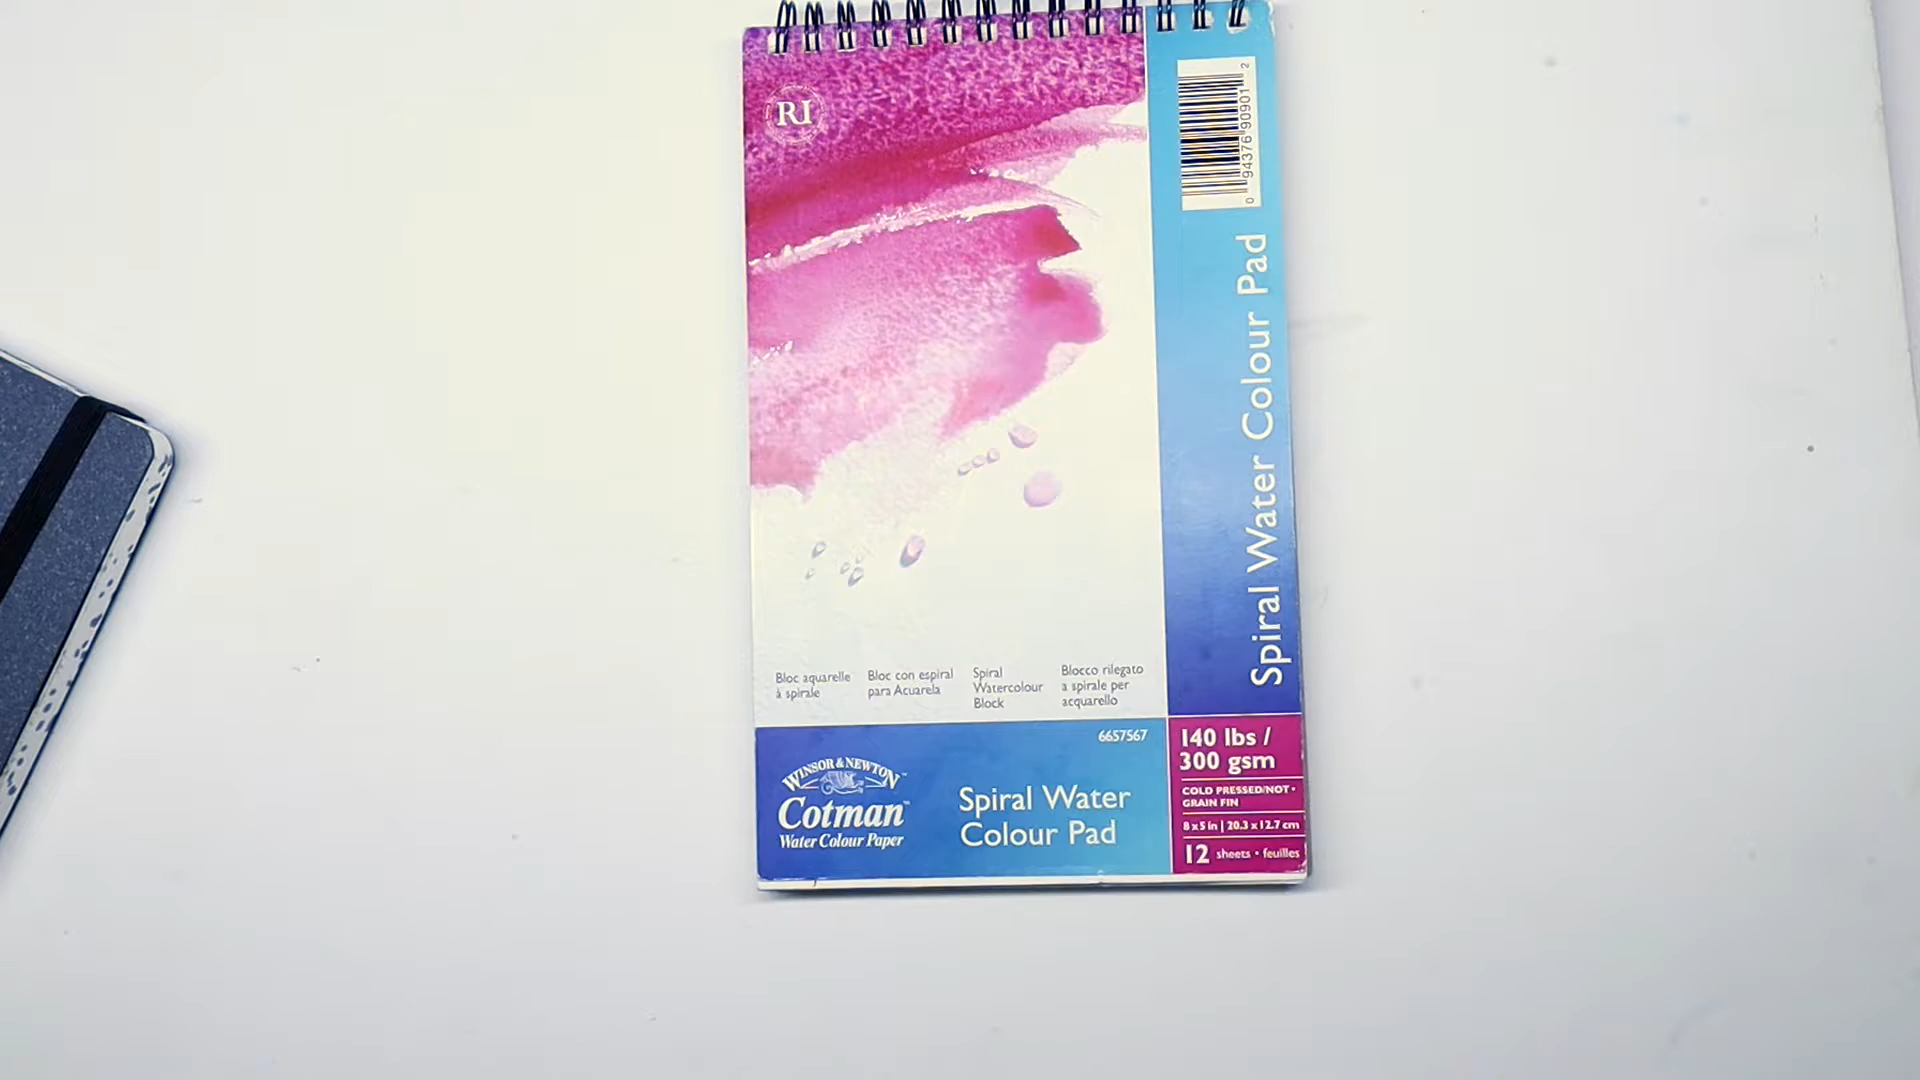 RI
0 94376 90901 2
Spiral Water Colour Pad
Bloc aquarelle
à spirale
Bloc con espiral
para Acuarela
Spiral
Watercolour
Block
Blocco rilegato
a spirale per
acquarello
6657567
WINSOR & NEWTON™
Cotman™
Water Colour Paper
Spiral Water
Colour Pad
140 lbs /
300 gsm
COLD PRESSED/NOT •
GRAIN FIN
8 x 5 in | 20.3 x 12.7 cm
12 sheets • feuilles